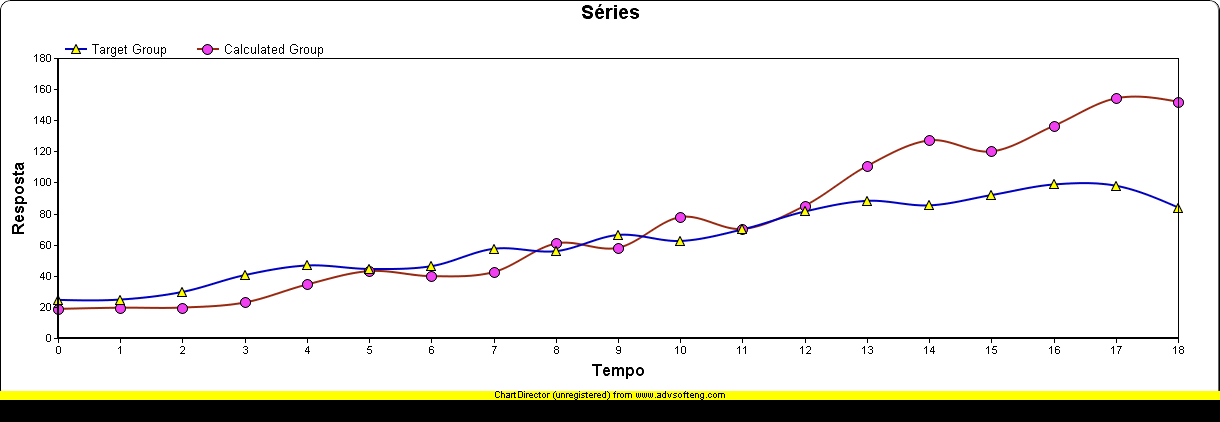 Séries
Target Group Calculated Group
180
160
140
120
100
80
60
40
20
0
Resposta
0 1 2 3 4 5 6 7 8 9 10 11 12 13 14 15 16 17 18
Tempo
ChartDirector (unregistered) from www.advsofteng.com